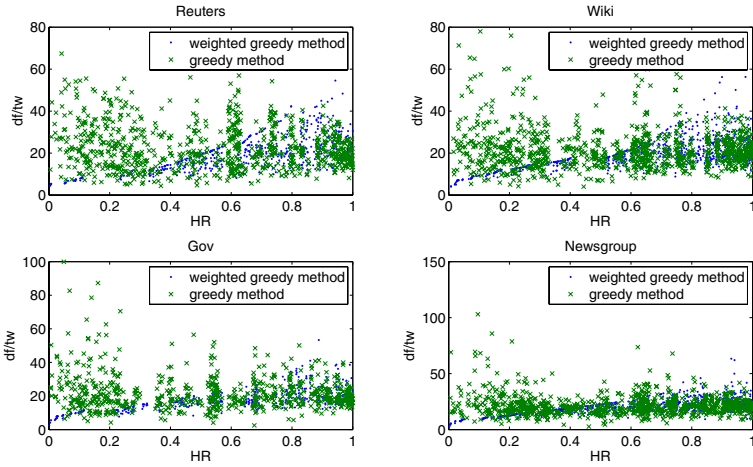 Reuters
80
60
40
20
0
df/tw
0 0.2 0.4 0.6 0.8 1
HR
weighted greedy method
greedy method
Wiki
80
60
40
20
0
df/tw
0 0.2 0.4 0.6 0.8 1
HR
weighted greedy method
greedy method
Gov
100
80
60
40
20
0
df/tw
0 0.2 0.4 0.6 0.8 1
HR
weighted greedy method
greedy method
Newsgroup
150
100
50
0
df/tw
0 0.2 0.4 0.6 0.8 1
HR
weighted greedy method
greedy method